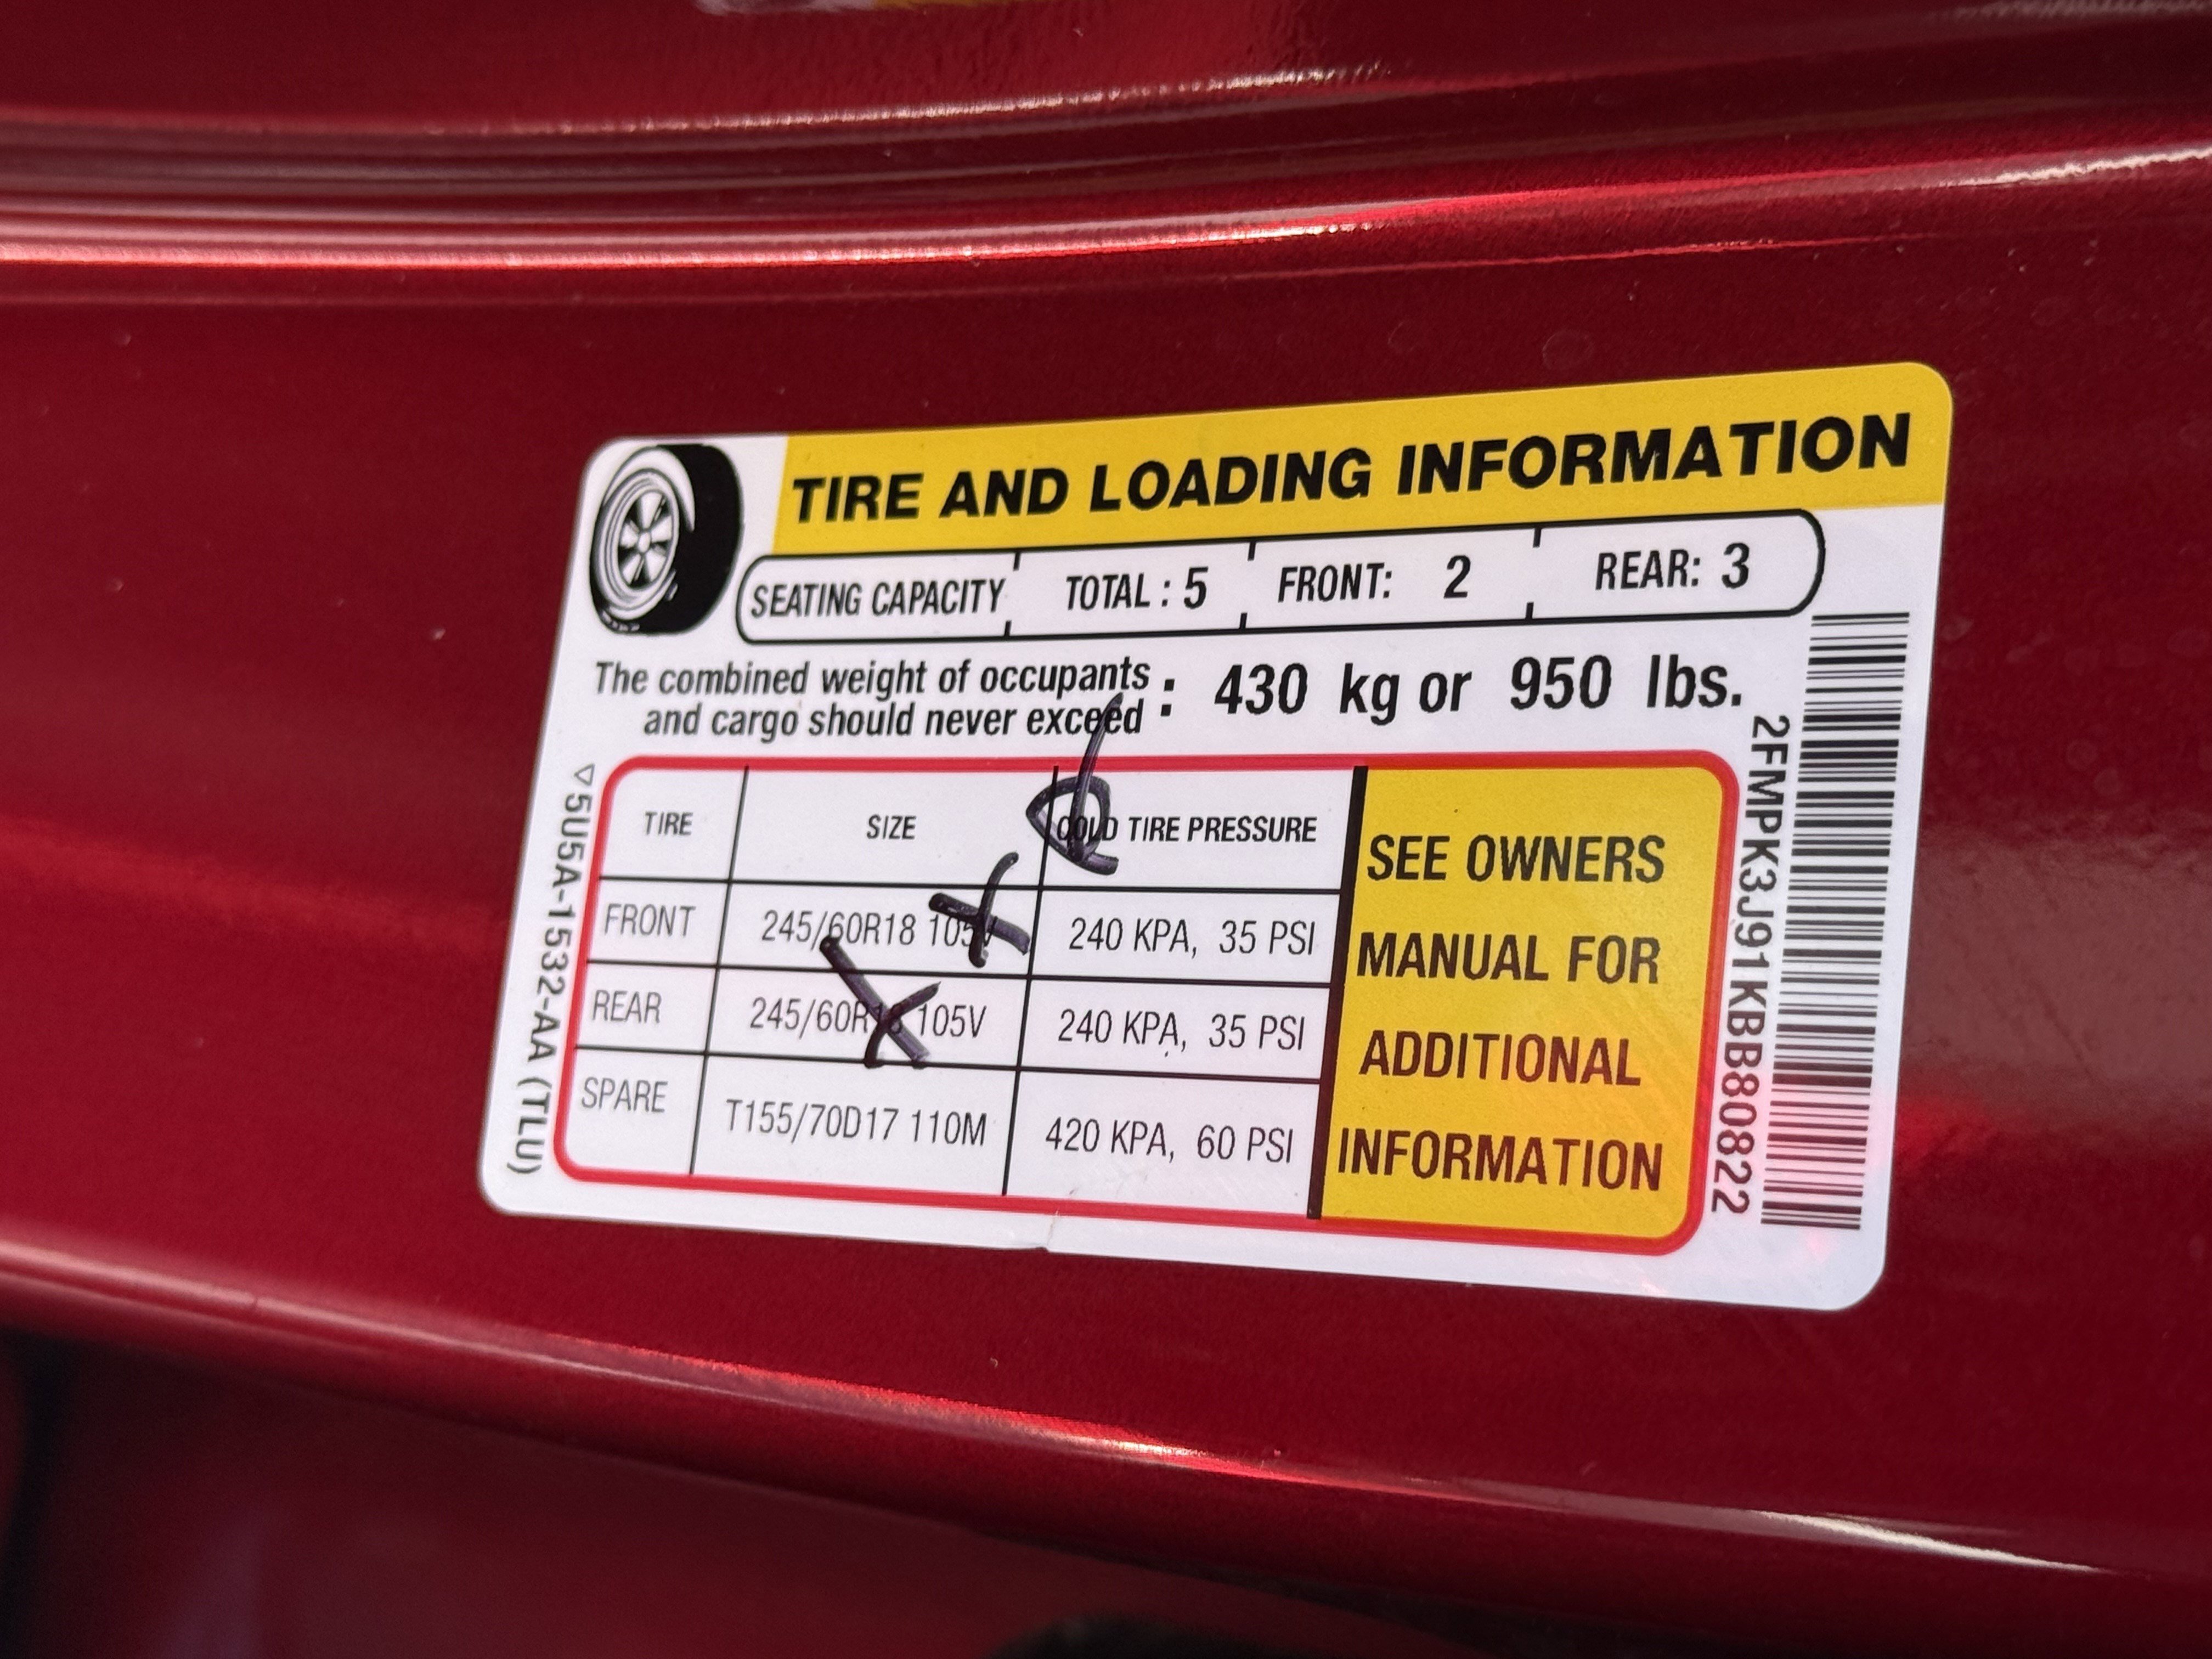 TIRE AND LOADING INFORMATION
SEATING CAPACITY TOTAL : 5 FRONT: 2 REAR: 3
The combined weight of occupants
and cargo should never exceed : 430 kg or 950 lbs.
TIRE SIZE COLD TIRE PRESSURE
FRONT 245/60R18 105V 240 KPA, 35 PSI
REAR 245/60R18 105V 240 KPA, 35 PSI
SPARE T155/70D17 110M 420 KPA, 60 PSI
SEE OWNERS
MANUAL FOR
ADDITIONAL
INFORMATION
5U5A-1532-AA (TLU)
2FMPK3J91KBB80822